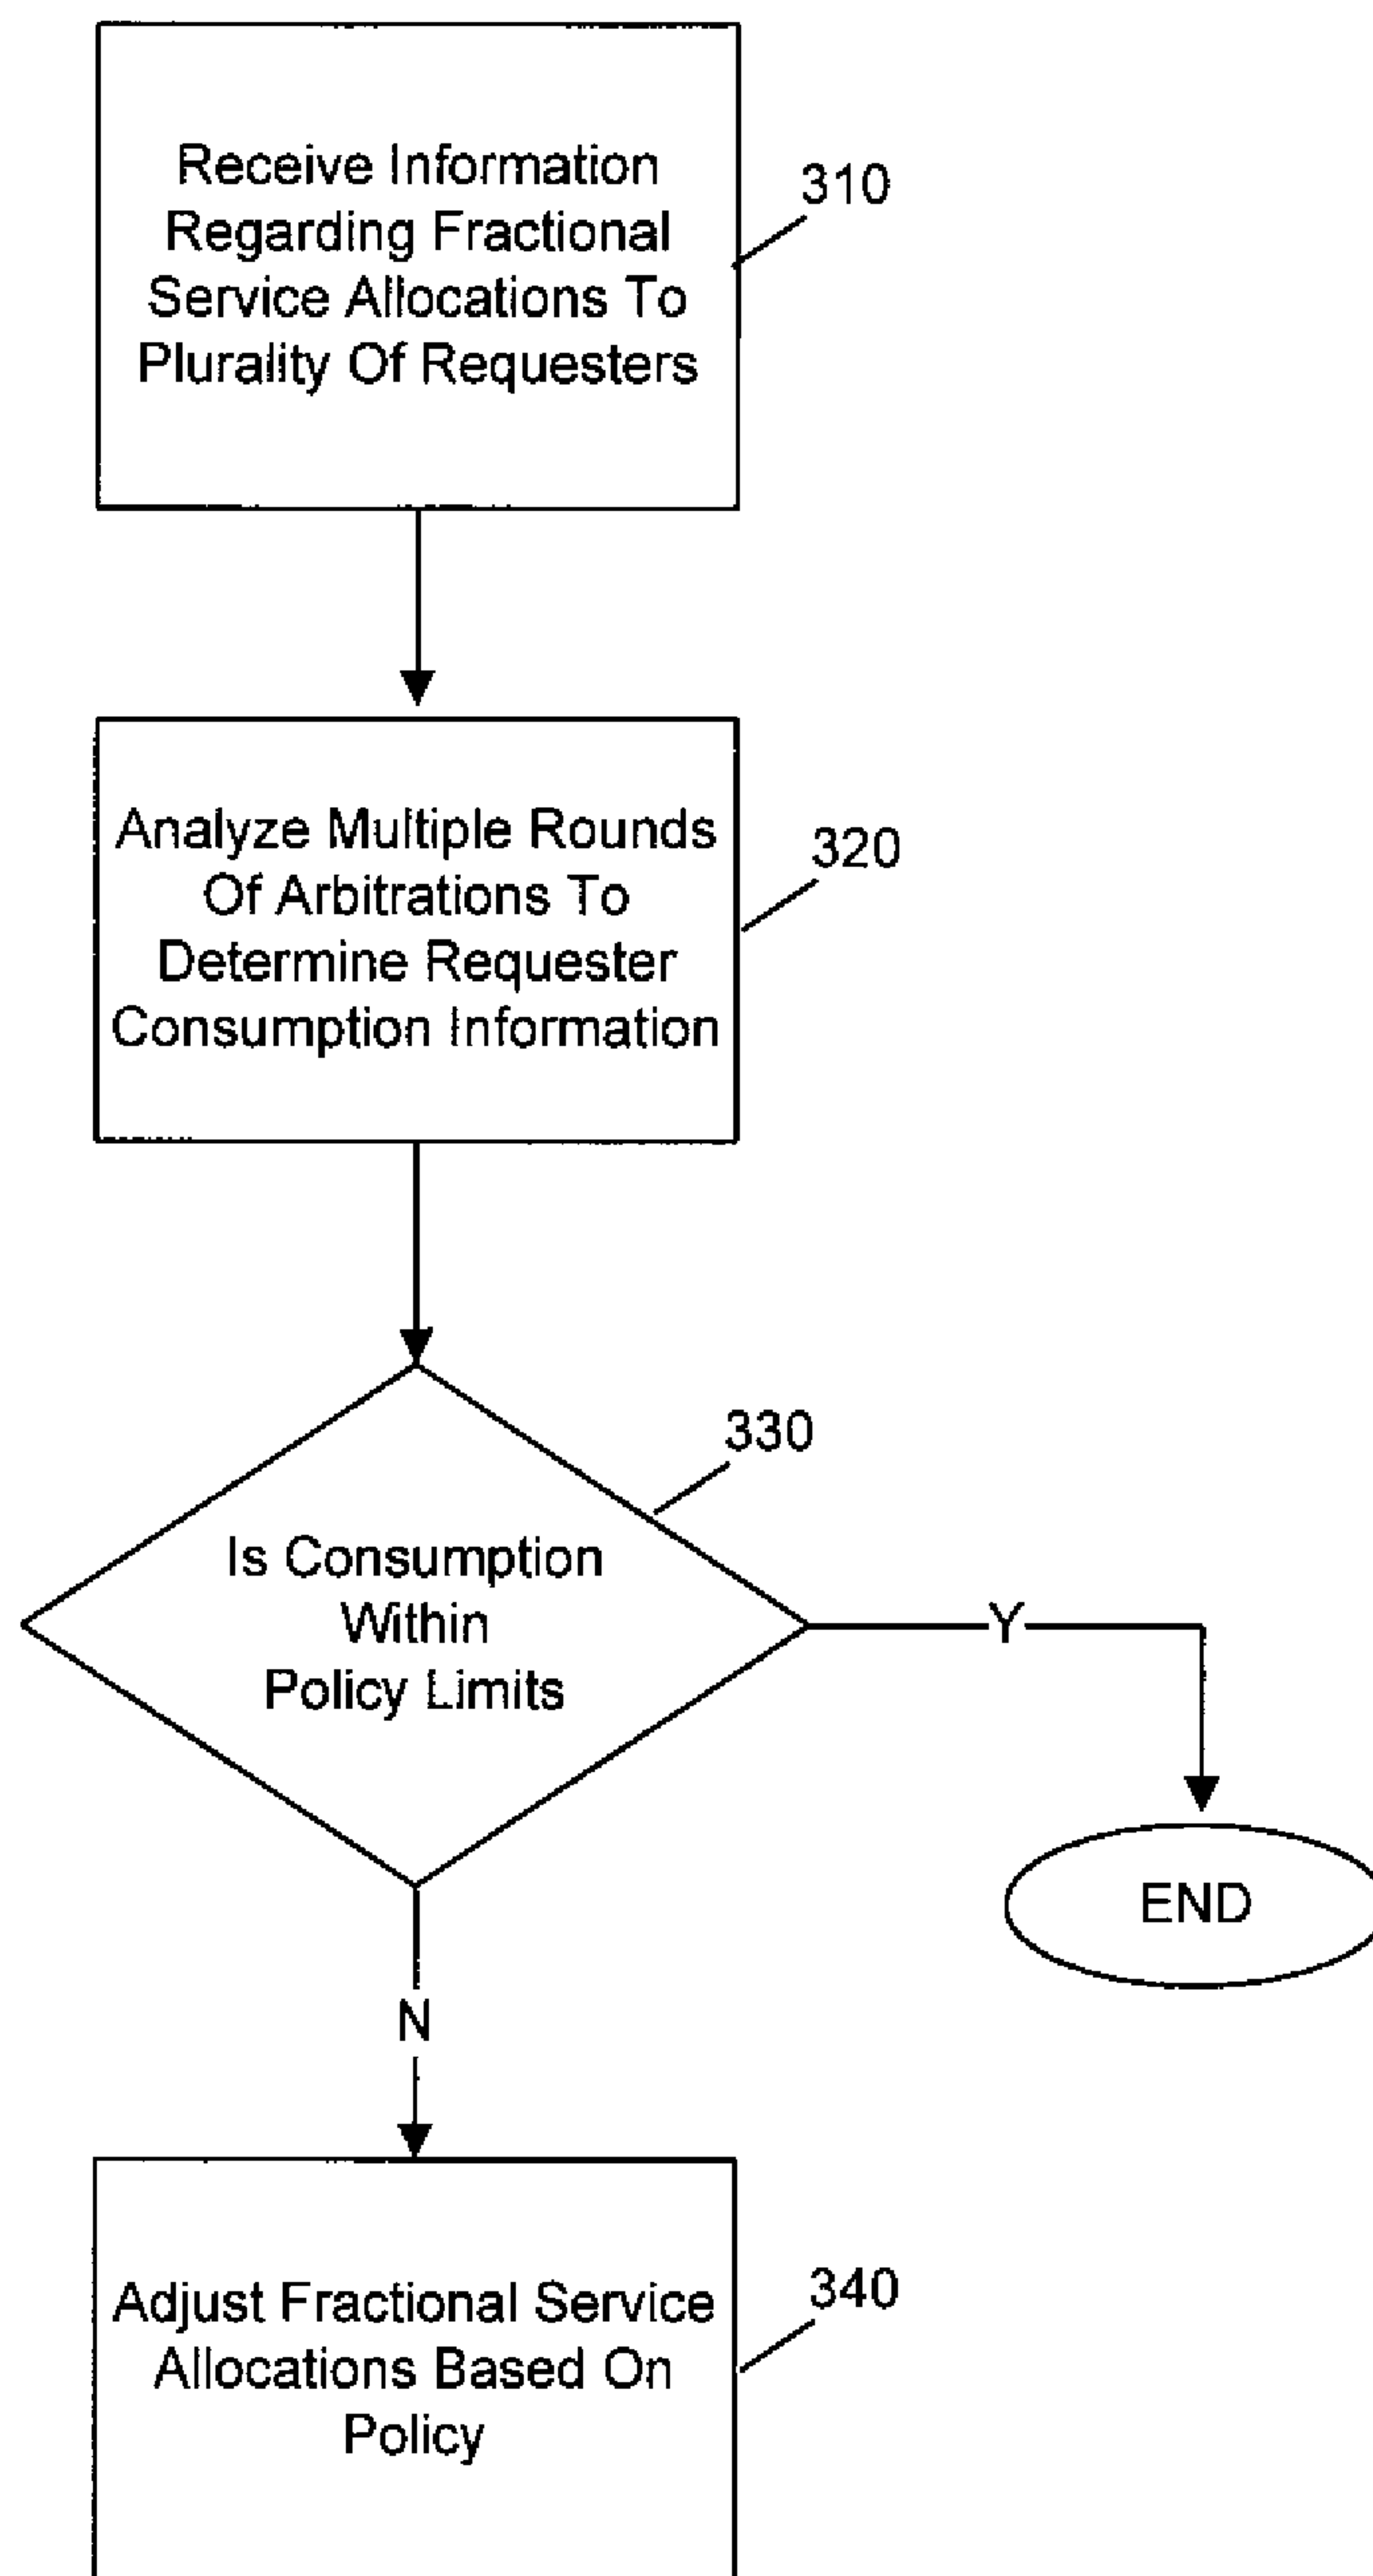 Receive Information
Regarding Fractional
Service Allocations To
Plurality Of Requesters
310
Analyze Multiple Rounds
Of Arbitrations To
Determine Requester
Consumption Information
320
330
Is Consumption
Within
Policy Limits
Y
END
N
Adjust Fractional Service
Allocations Based On
Policy
340